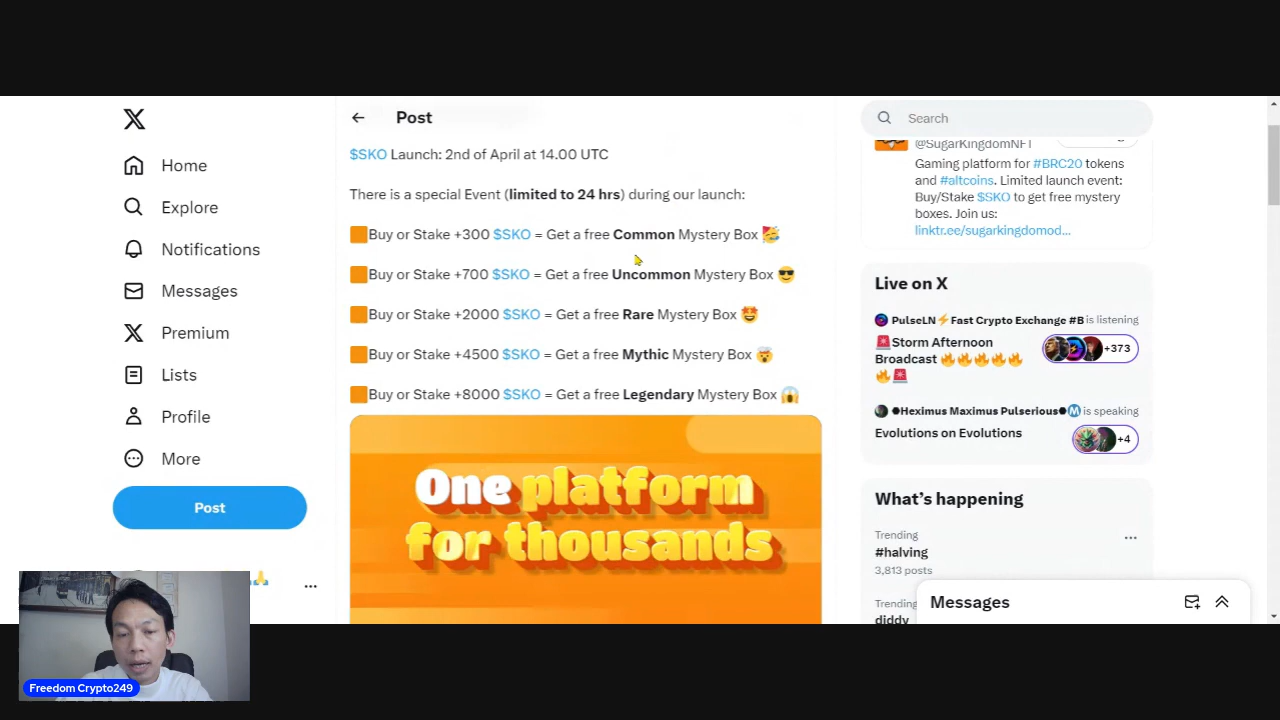 Post
Search
Home
Explore
Notifications
Messages
Premium
Lists
Profile
More
Post
$SKO Launch: 2nd of April at 14.00 UTC
There is a special Event (limited to 24 hrs) during our launch:
🟧Buy or Stake +300 $SKO = Get a free Common Mystery Box 🥳
🟧Buy or Stake +700 $SKO = Get a free Uncommon Mystery Box 😎
🟧Buy or Stake +2000 $SKO = Get a free Rare Mystery Box 🤩
🟧Buy or Stake +4500 $SKO = Get a free Mythic Mystery Box 🤯
🟧Buy or Stake +8000 $SKO = Get a free Legendary Mystery Box 😱
One platform
for thousands
@SugarKingdomNFT
Gaming platform for #BRC20 tokens
and #altcoins. Limited launch event:
Buy/Stake $SKO to get free mystery
boxes. Join us:
linktr.ee/sugarkingdomod...
Live on X
PulseLN⚡Fast Crypto Exchange #B is listening
🚨Storm Afternoon
Broadcast 🔥🔥🔥🔥🔥
🔥🚨
+373
●Heximus Maximus Pulserious●Ⓜ is speaking
Evolutions on Evolutions
+4
What's happening
Trending
#halving
3,813 posts
Trending
diddy
Messages
Freedom Crypto249